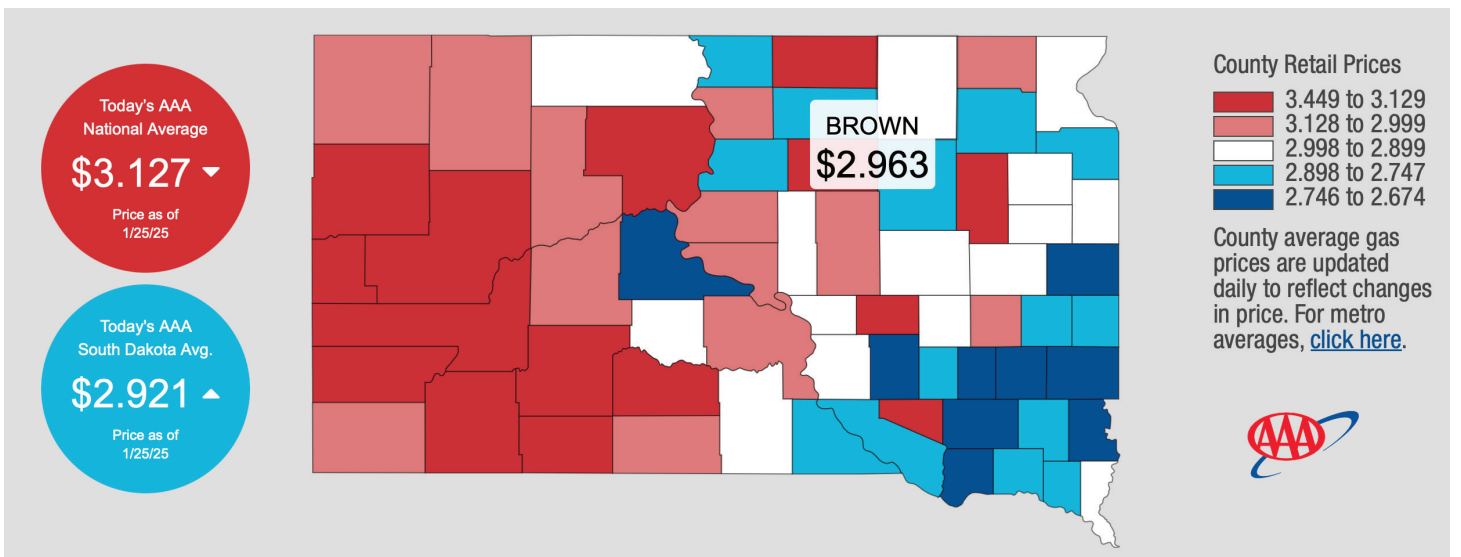 Today's AAA
National Average
$3.127
Price as of
1/25/25
Today's AAA
South Dakota Avg.
$2.921
Price as of
1/25/25
BROWN
$2.963
County Retail Prices
3.449 to 3.129
3.128 to 2.999
2.998 to 2.899
2.898 to 2.747
2.746 to 2.674
County average gas
prices are updated
daily to reflect changes
in price. For metro
averages, click here.
AAA